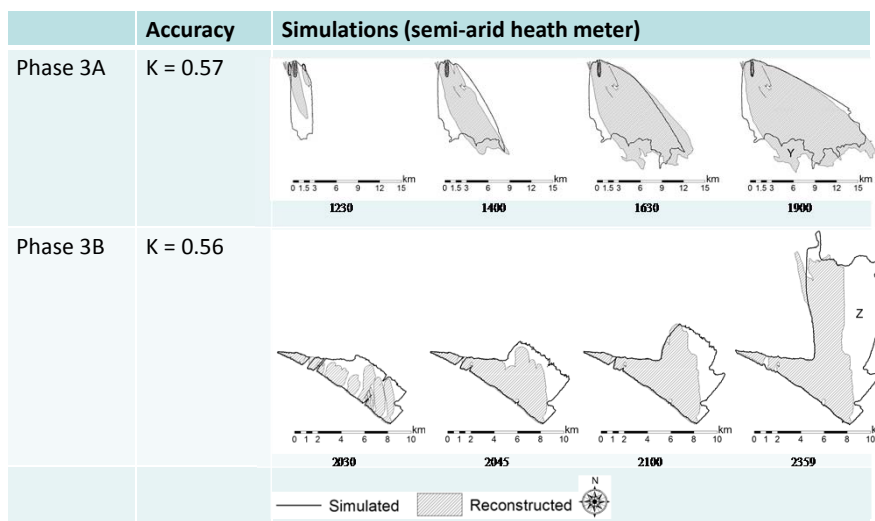 Accuracy Simulations (semi-arid heath meter)
Phase 3A K = 0.57
Y
km km km km
0 1.5 3 6 9 12 15 0 1.5 3 6 9 12 15 0 1.5 3 6 9 12 15 0 1.5 3 6 9 12 15
1230 1400 1630 1900
Phase 3B K = 0.56
Z
km km km km
0 1 2 4 6 8 10 0 1 2 4 6 8 10 0 1 2 4 6 8 10 0 1 2 4 6 8 10
2030 2045 2100 2359
N
Simulated Reconstructed